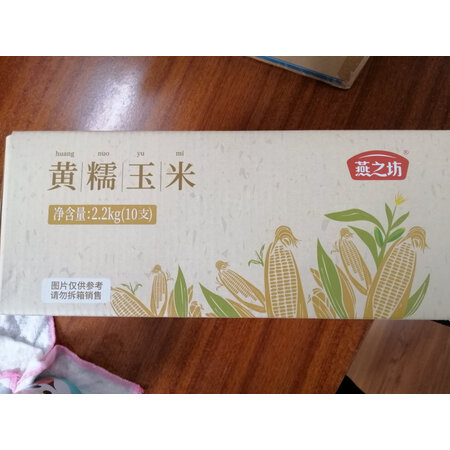 huang nuo yu mi
黄糯玉米
净含量:2.2kg(10支)
燕之坊®
图片仅供参考
请勿拆箱销售